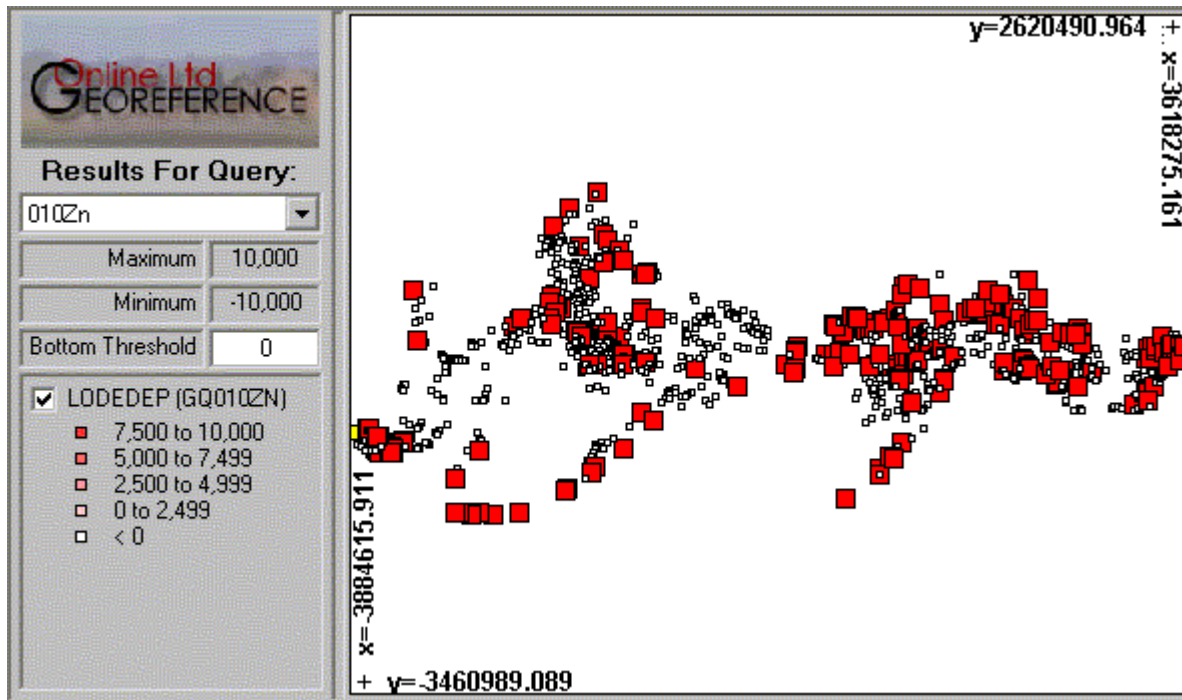 Online Ltd
GEOREFERENCE
Results For Query:
010Zn
Maximum 10,000
Minimum -10,000
Bottom Threshold 0
LODEDEP (GQ010ZN)
7,500 to 10,000
5,000 to 7,499
2,500 to 4,999
0 to 2,499
< 0
y=2620490.964 +
x=3618275.161
x=-3884615.911
+ y=-3460989.089